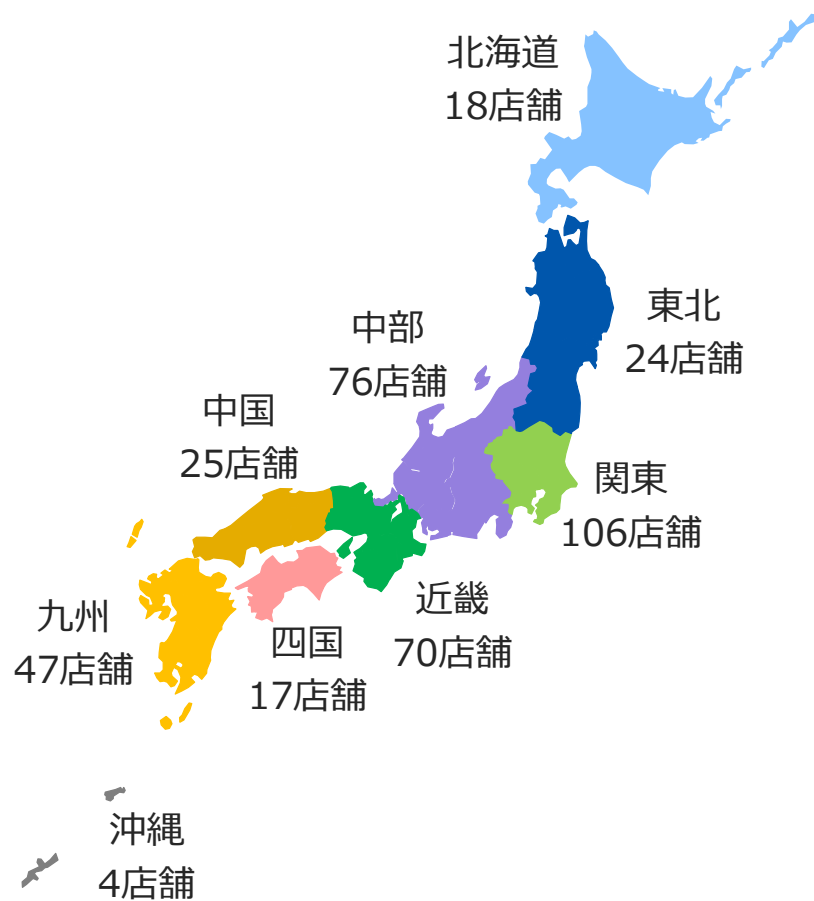 北海道
18店舗
東北
24店舗
中部
76店舗
中国
25店舗
関東
106店舗
近畿
70店舗
九州
47店舗
四国
17店舗
沖縄
4店舗